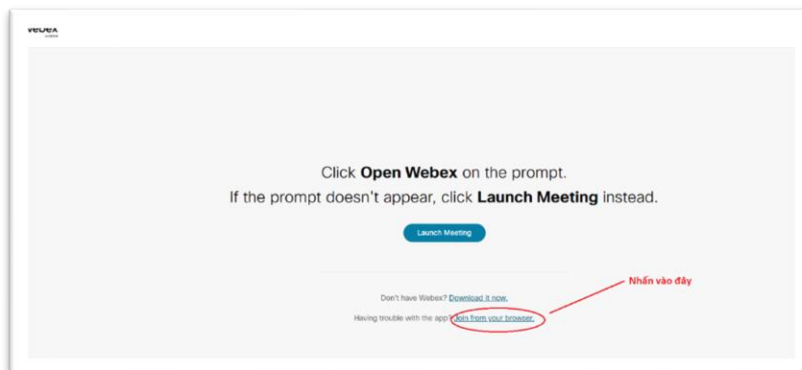 Webex
Click Open Webex on the prompt.
If the prompt doesn't appear, click Launch Meeting instead.
Launch Meeting
Nhấn vào đây
Don't have Webex? Download it now.
Having trouble with the app? Join from your browser.